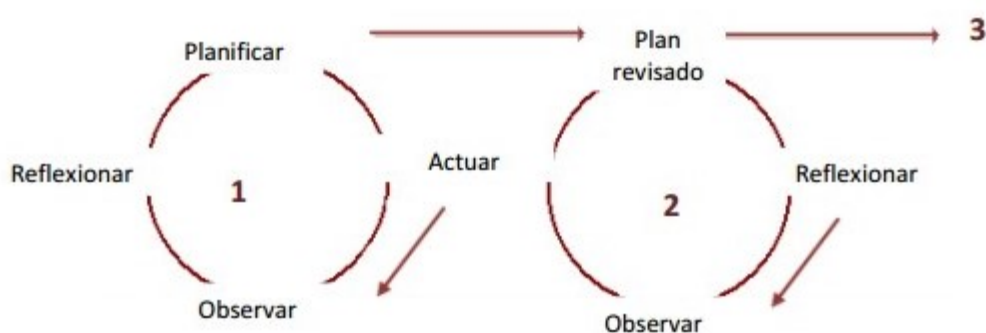 Planificar
Plan
revisado
3
Reflexionar
1
Actuar
2
Reflexionar
Observar
Observar